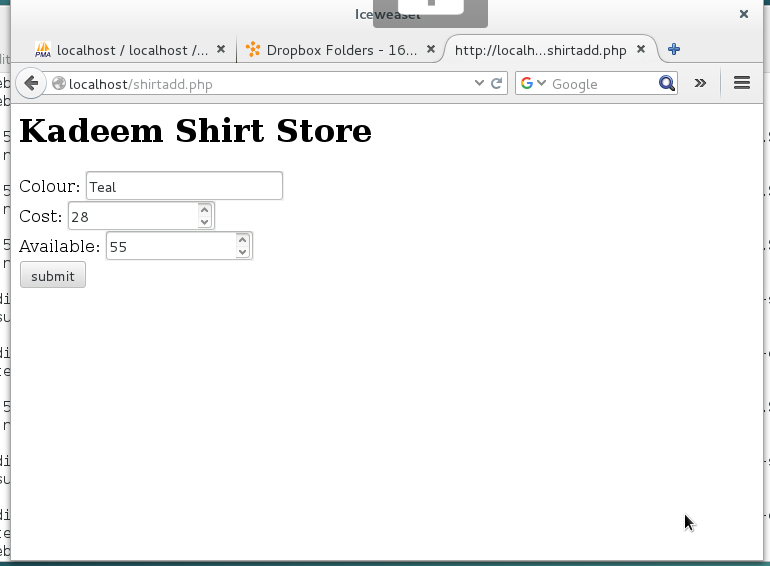 Iceweasel
PMA localhost / localhost /... Dropbox Folders - 16... http://localh...shirtadd.php
localhost/shirtadd.php Google
Kadeem Shirt Store
Colour: Teal
Cost: 28
Available: 55
submit